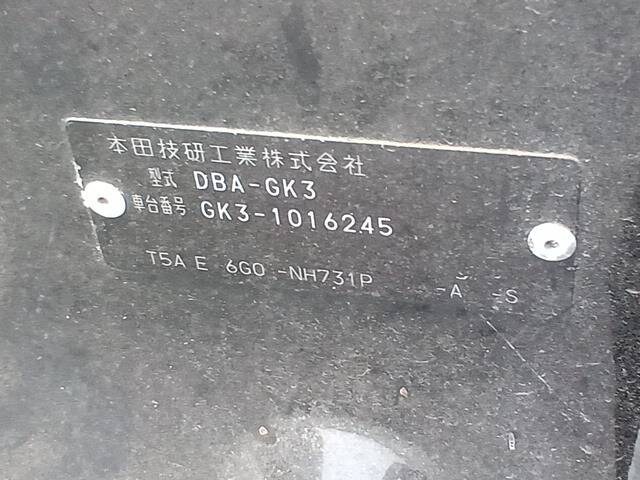 本田技研工業株式会社
型式 DBA-GK3
車台番号 GK3-1016245
T5A E 6G0 -NH731P -A -S